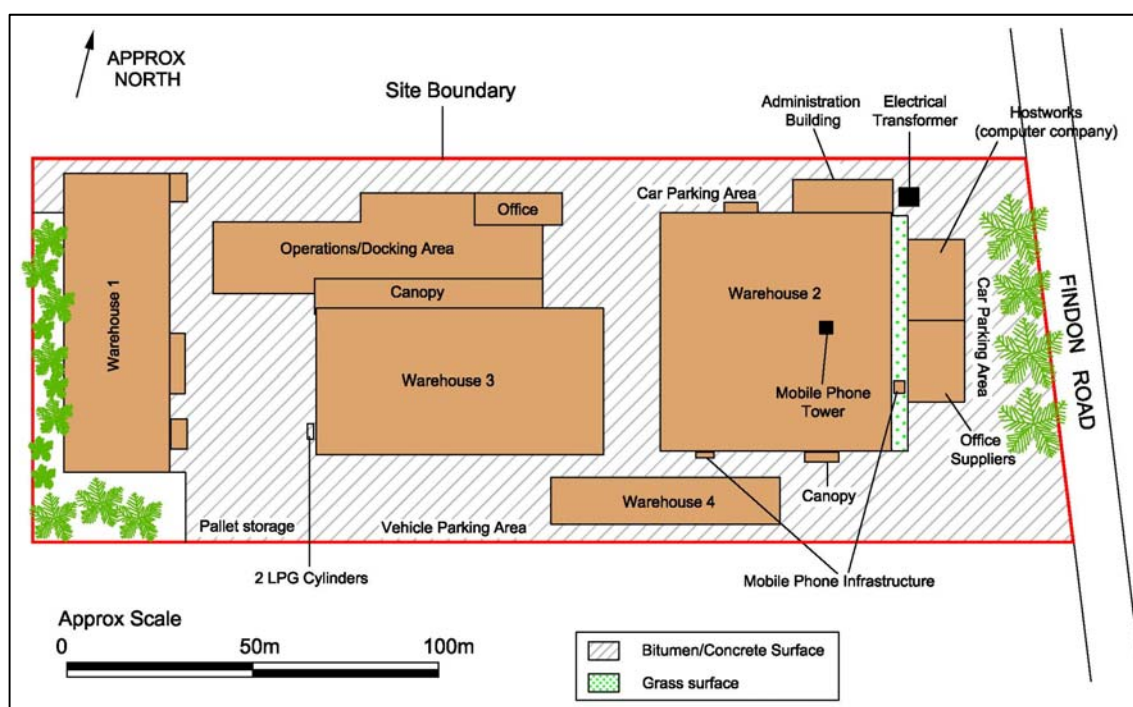 APPROX
NORTH
Site Boundary
Administration
Building
Electrical
Transformer
Hostworks
(computer company)
Car Parking Area
Office
Operations/Docking Area
Canopy
Warehouse 1
Warehouse 2
Warehouse 3
Mobile Phone
Tower
Car Parking Area
FINDON ROAD
Office
Suppliers
Canopy
Warehouse 4
Pallet storage
Vehicle Parking Area
2 LPG Cylinders
Mobile Phone Infrastructure
Approx Scale
0 50m 100m
Bitumen/Concrete Surface
Grass surface